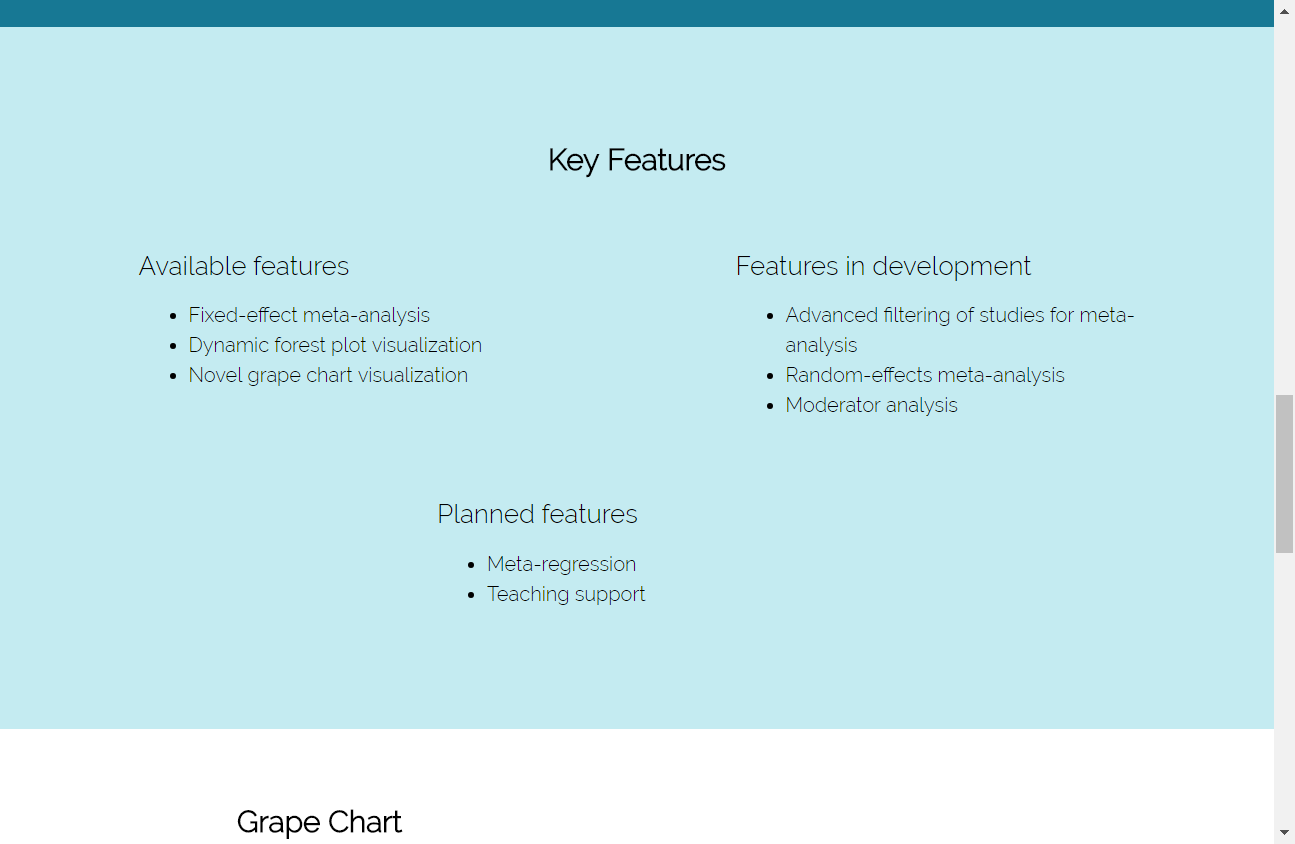 Key Features
Available features
Fixed-effect meta-analysis
Dynamic forest plot visualization
Novel grape chart visualization
Features in development
Advanced filtering of studies for meta-
analysis
Random-effects meta-analysis
Moderator analysis
Planned features
Meta-regression
Teaching support
Grape Chart